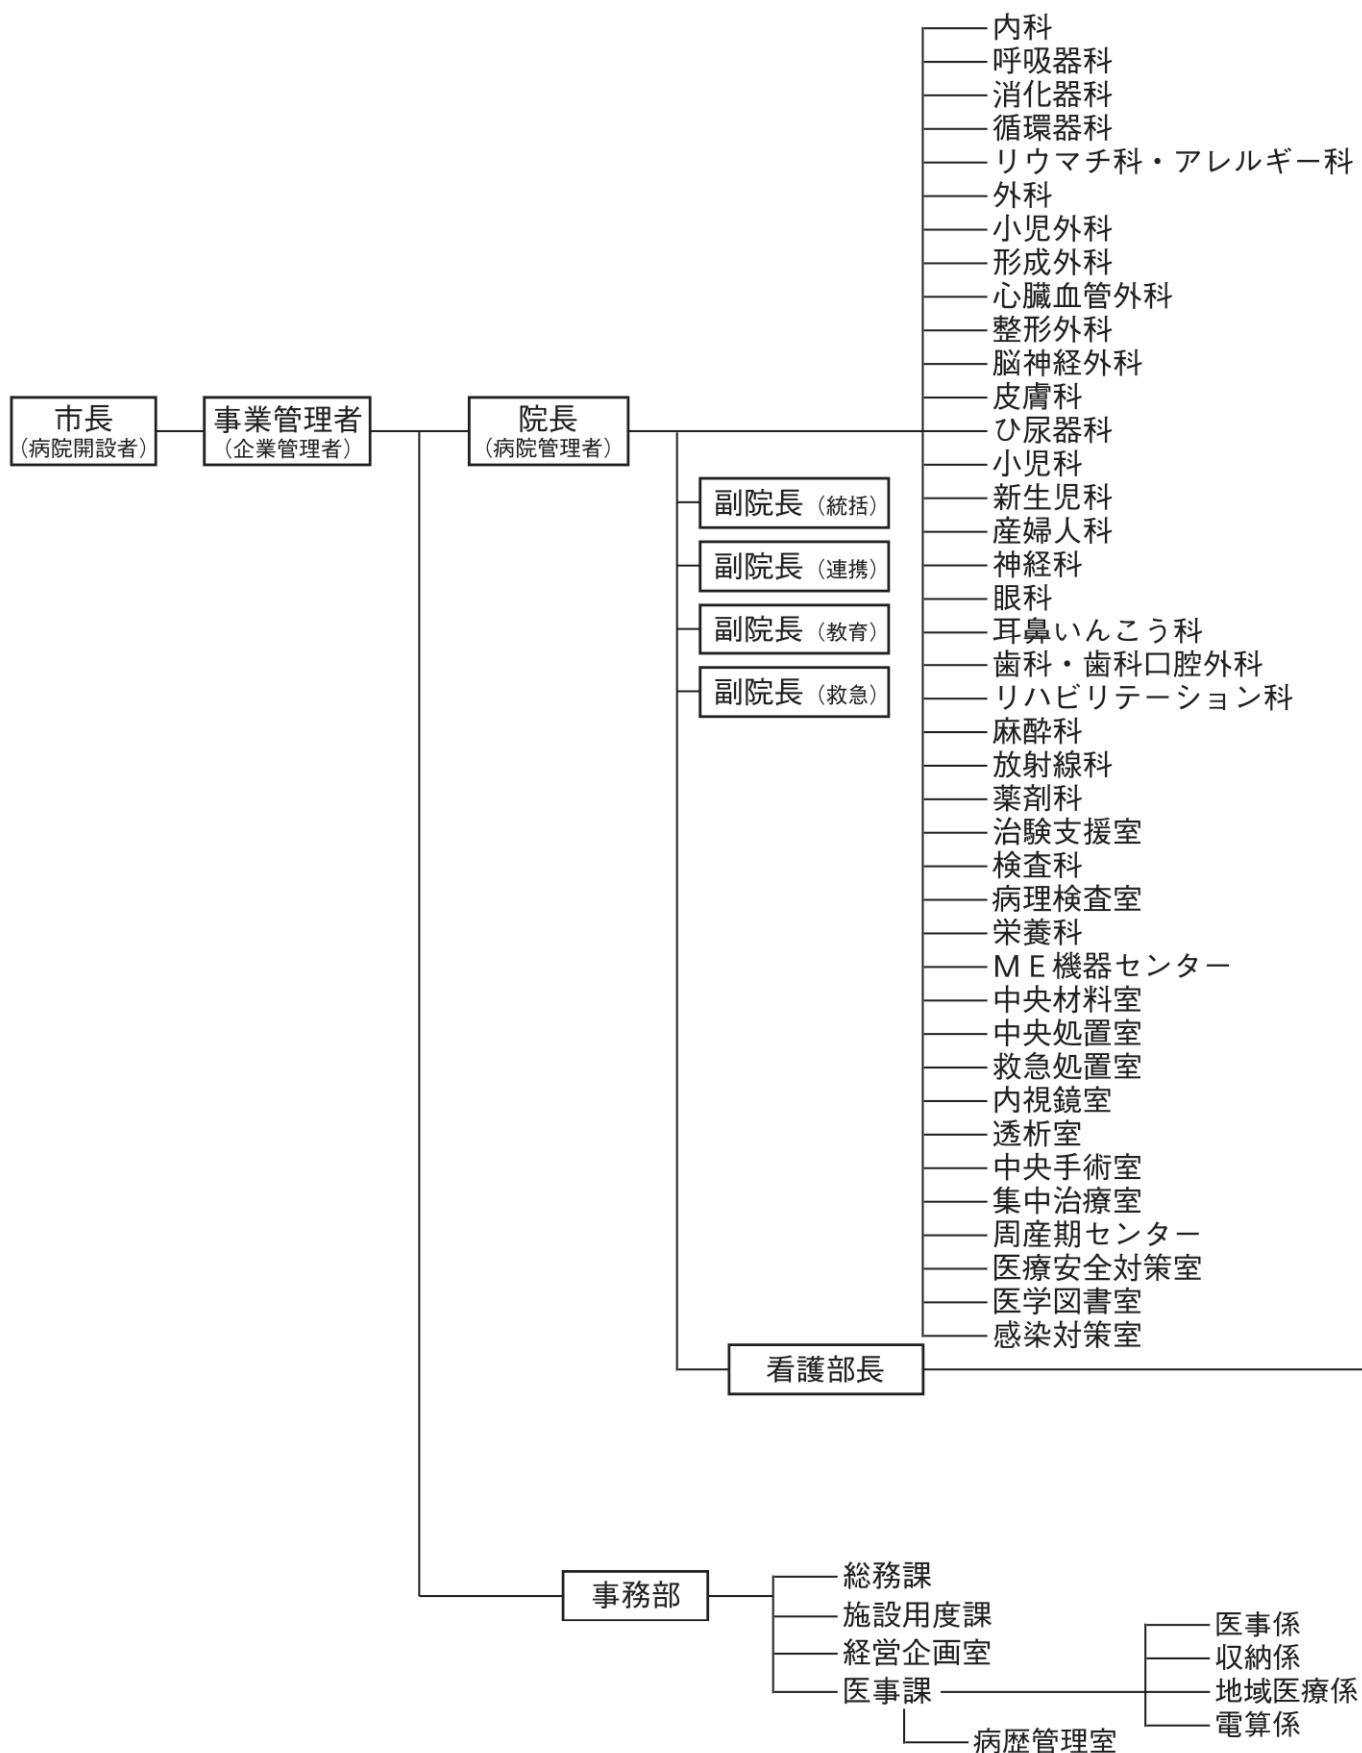 市長
（病院開設者）
事業管理者
（企業管理者）
院長
（病院管理者）
副院長（統括）
副院長（連携）
副院長（教育）
副院長（救急）
内科
呼吸器科
消化器科
循環器科
リウマチ科・アレルギー科
外科
小児外科
形成外科
心臓血管外科
整形外科
脳神経外科
皮膚科
ひ尿器科
小児科
新生児科
産婦人科
神経科
眼科
耳鼻いんこう科
歯科・歯科口腔外科
リハビリテーション科
麻酔科
放射線科
薬剤科
治験支援室
検査科
病理検査室
栄養科
ＭＥ機器センター
中央材料室
中央処置室
救急処置室
内視鏡室
透析室
中央手術室
集中治療室
周産期センター
医療安全対策室
医学図書室
感染対策室
看護部長
事務部
総務課
施設用度課
経営企画室
医事課
医事係
収納係
地域医療係
電算係
病歴管理室